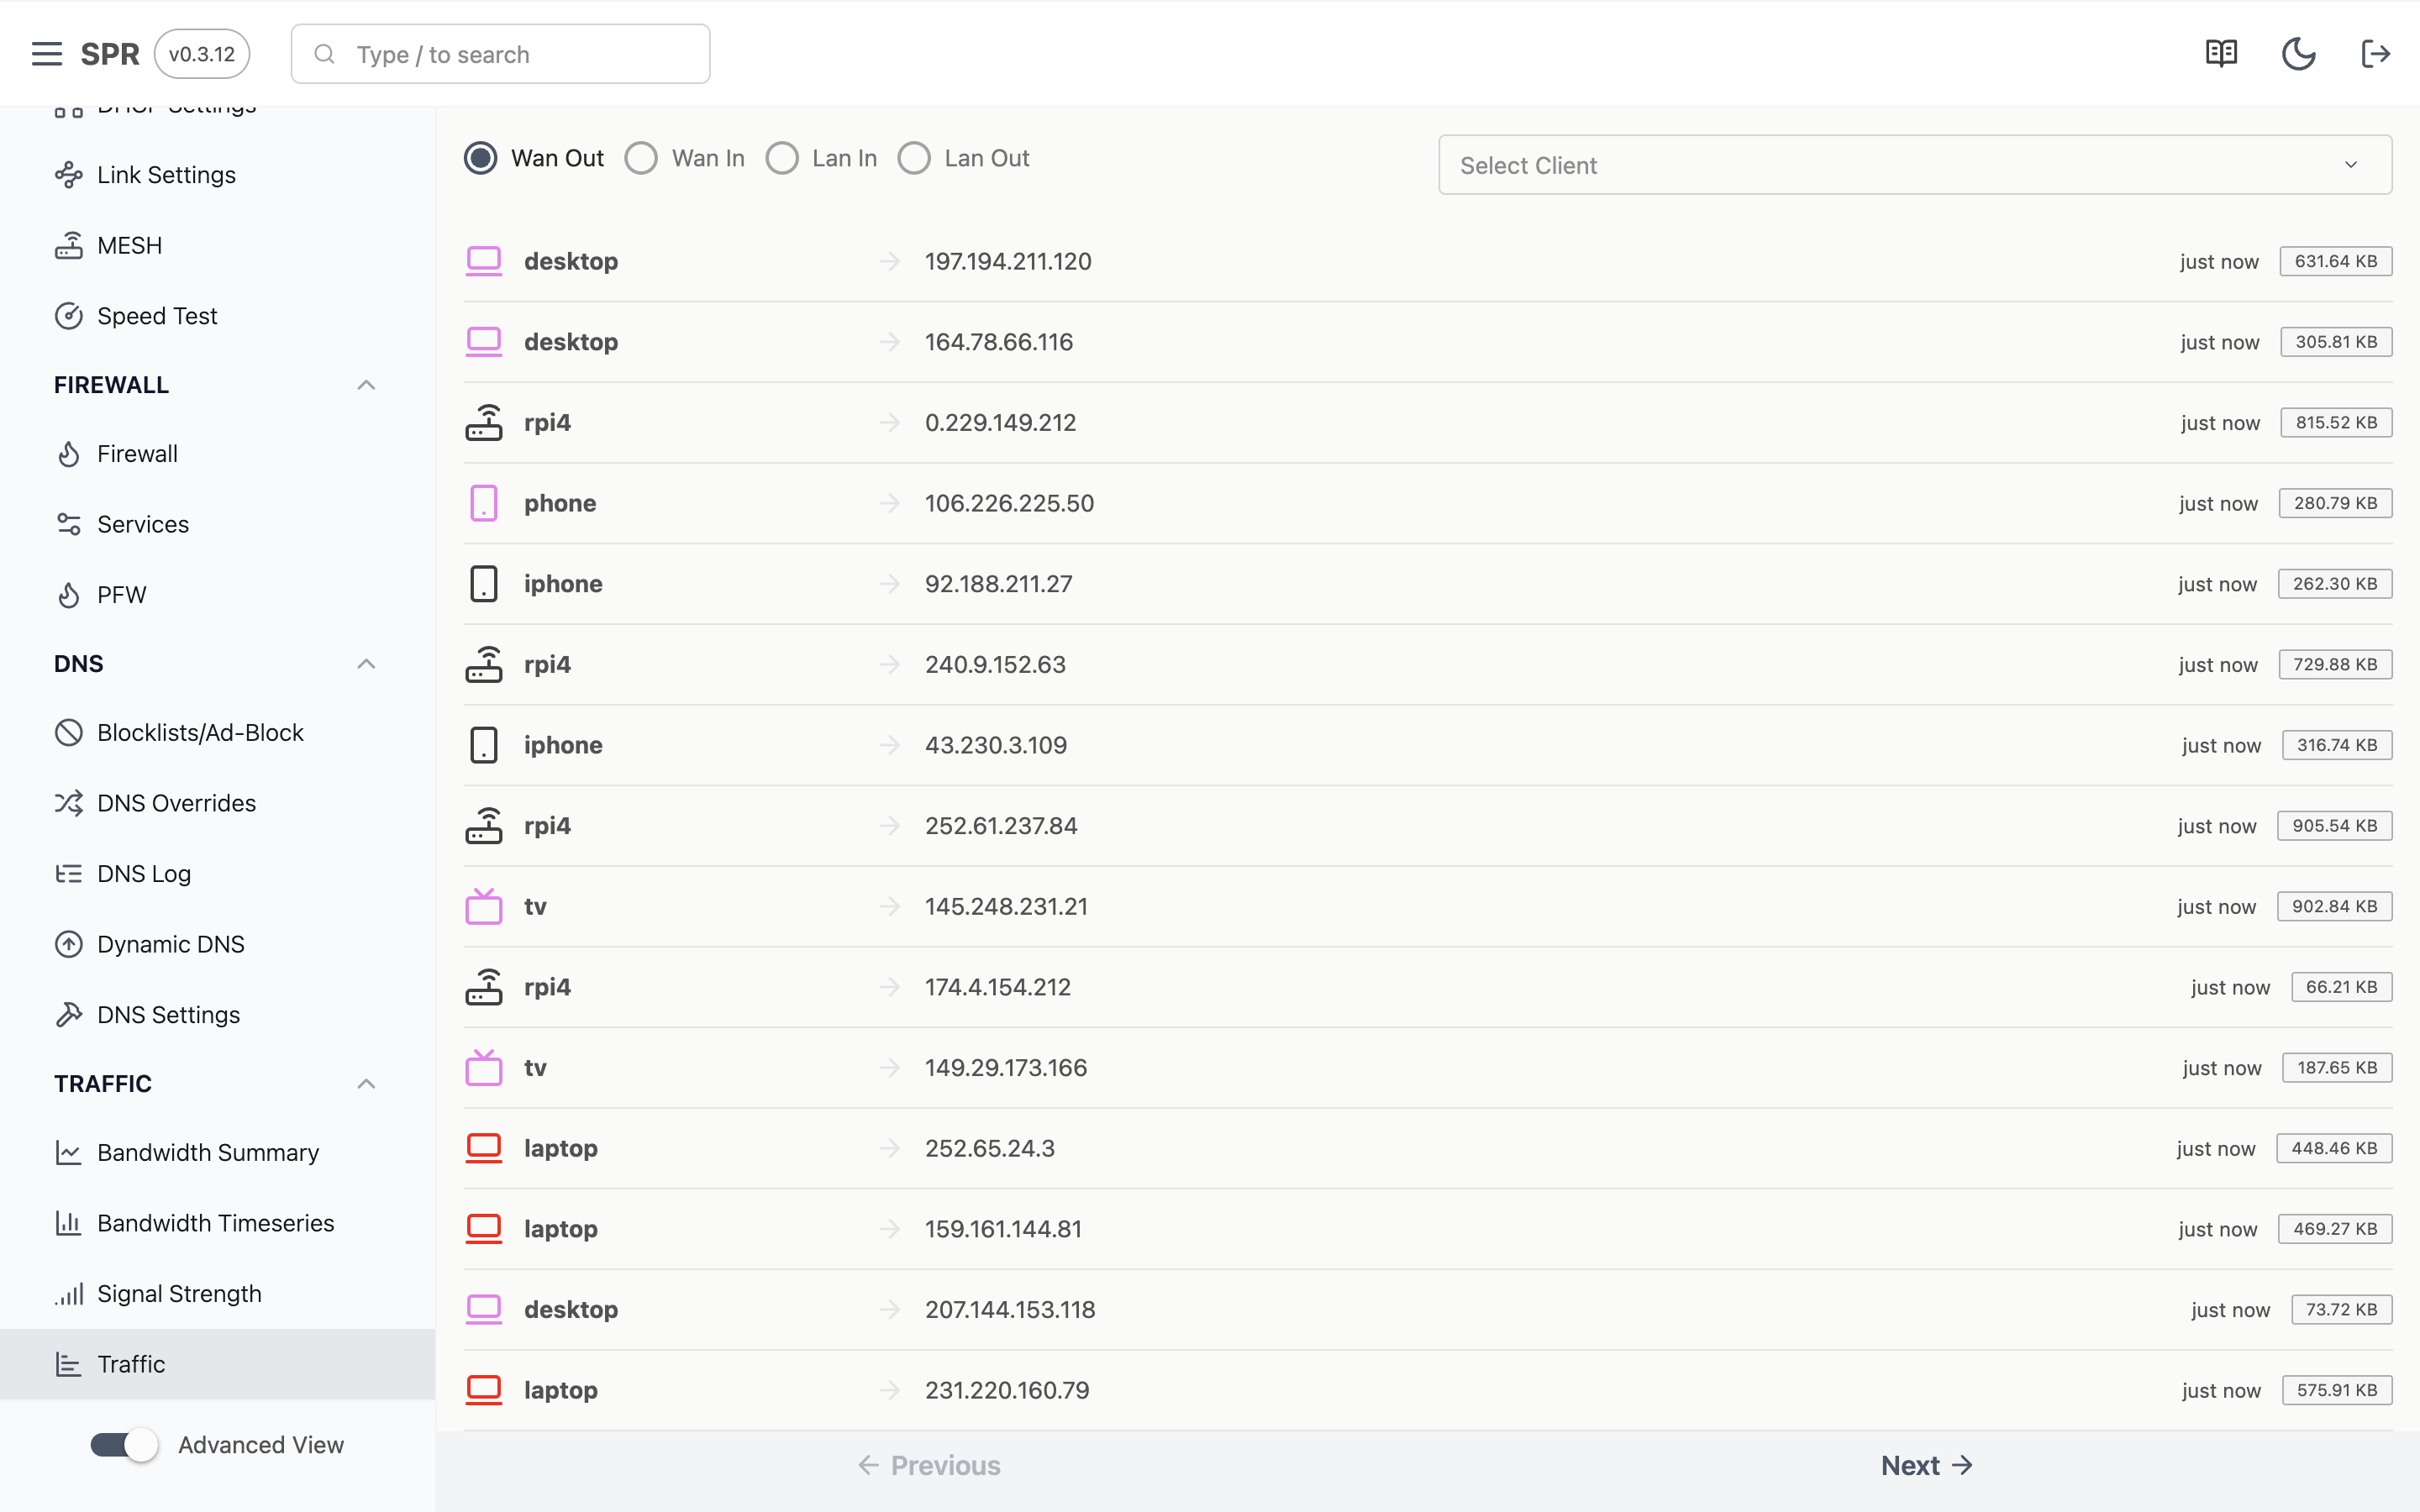 SPR v0.3.12 Type / to search
DHCP Settings
Link Settings
MESH
Speed Test
FIREWALL
Firewall
Services
PFW
DNS
Blocklists/Ad-Block
DNS Overrides
DNS Log
Dynamic DNS
DNS Settings
TRAFFIC
Bandwidth Summary
Bandwidth Timeseries
Signal Strength
Traffic
Advanced View
Wan Out Wan In Lan In Lan Out Select Client
desktop 197.194.211.120 just now 631.64 KB
desktop 164.78.66.116 just now 305.81 KB
rpi4 0.229.149.212 just now 815.52 KB
phone 106.226.225.50 just now 280.79 KB
iphone 92.188.211.27 just now 262.30 KB
rpi4 240.9.152.63 just now 729.88 KB
iphone 43.230.3.109 just now 316.74 KB
rpi4 252.61.237.84 just now 905.54 KB
tv 145.248.231.21 just now 902.84 KB
rpi4 174.4.154.212 just now 66.21 KB
tv 149.29.173.166 just now 187.65 KB
laptop 252.65.24.3 just now 448.46 KB
laptop 159.161.144.81 just now 469.27 KB
desktop 207.144.153.118 just now 73.72 KB
laptop 231.220.160.79 just now 575.91 KB
Previous Next